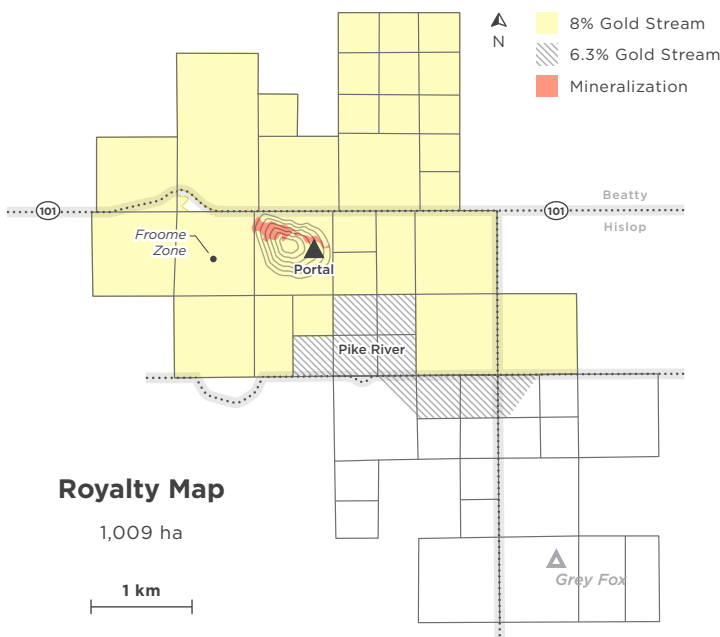 N
8% Gold Stream
6.3% Gold Stream
Mineralization
Beatty
101
101
Hislop
Froome
Zone
Portal
Pike River
Royalty Map
1,009 ha
Grey Fox
1 km